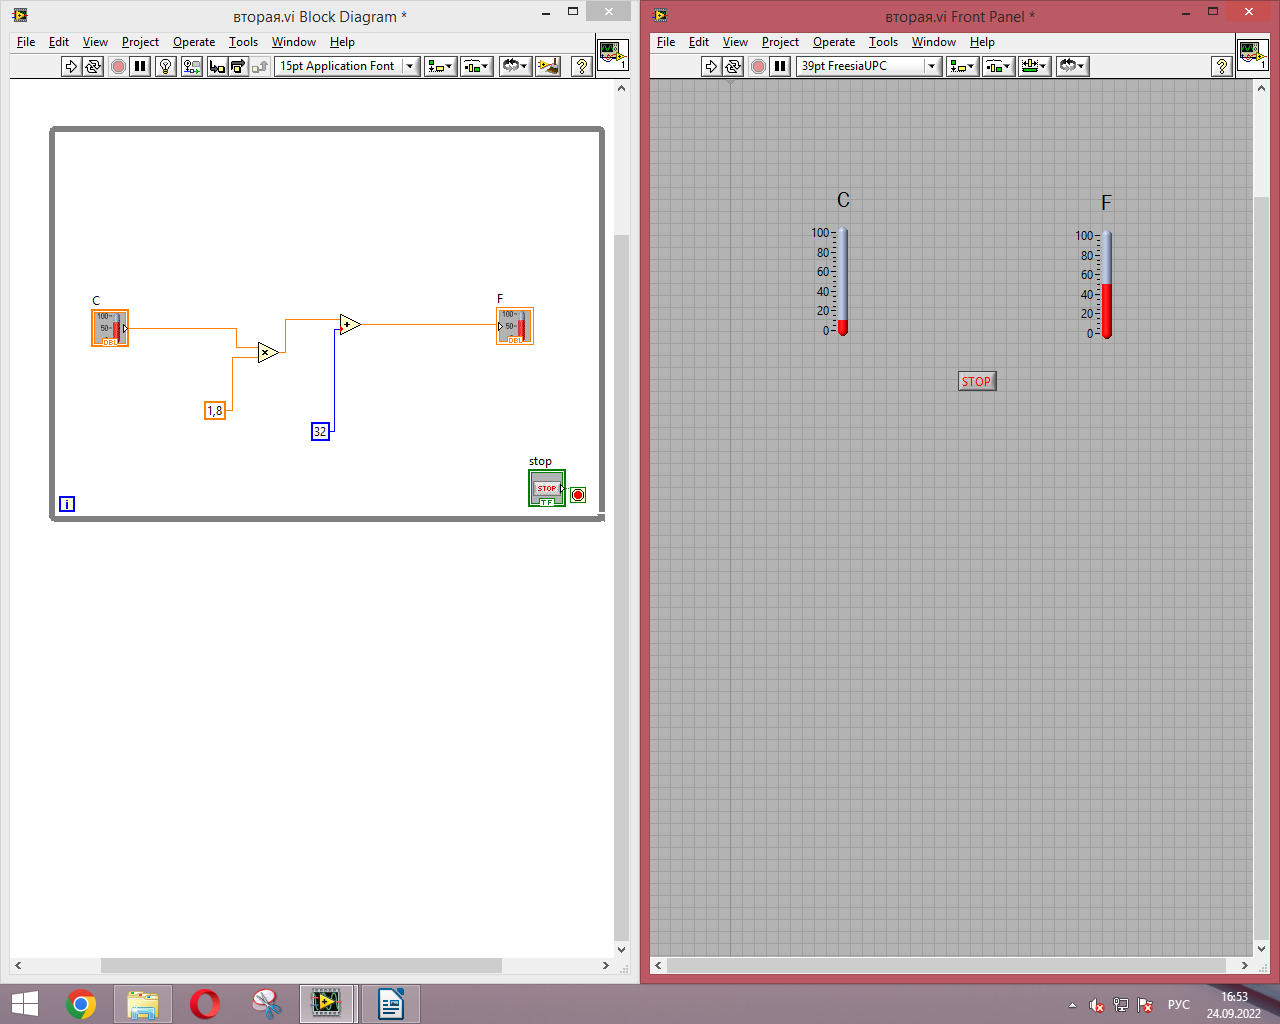 вторая.vi Block Diagram *
File Edit View Project Operate Tools Window Help
15pt Application Font
1
C
100
50
DBL
1,8
32
F
100
50
DBL
stop
STOP
TF
i
вторая.vi Front Panel *
File Edit View Project Operate Tools Window Help
39pt FreesiaUPC
1
C
100
80
60
40
20
0
F
100
80
60
40
20
0
STOP
РУС
16:53
24.09.2022